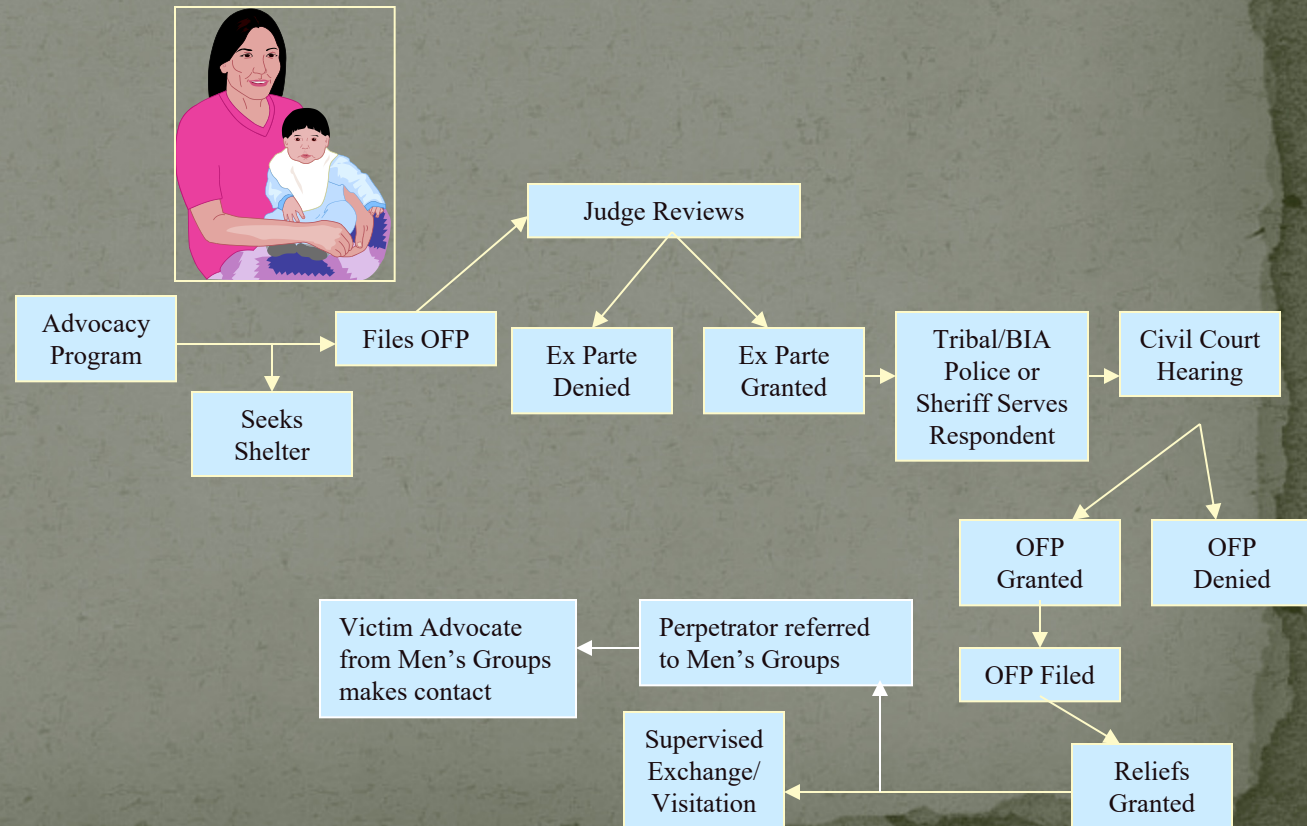 Judge Reviews
Advocacy
Program
Files OFP
Seeks
Shelter
Ex Parte
Denied
Ex Parte
Granted
Tribal/BIA
Police or
Sheriff Serves
Respondent
Civil Court
Hearing
OFP
Granted
OFP
Denied
OFP Filed
Reliefs
Granted
Supervised
Exchange/
Visitation
Perpetrator referred
to Men’s Groups
Victim Advocate
from Men’s Groups
makes contact